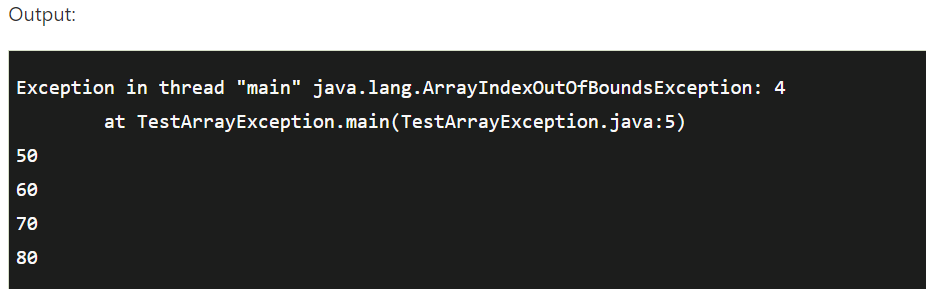 Output:
Exception in thread "main" java.lang.ArrayIndexOutOfBoundsException: 4
at TestArrayException.main(TestArrayException.java:5)
50
60
70
80